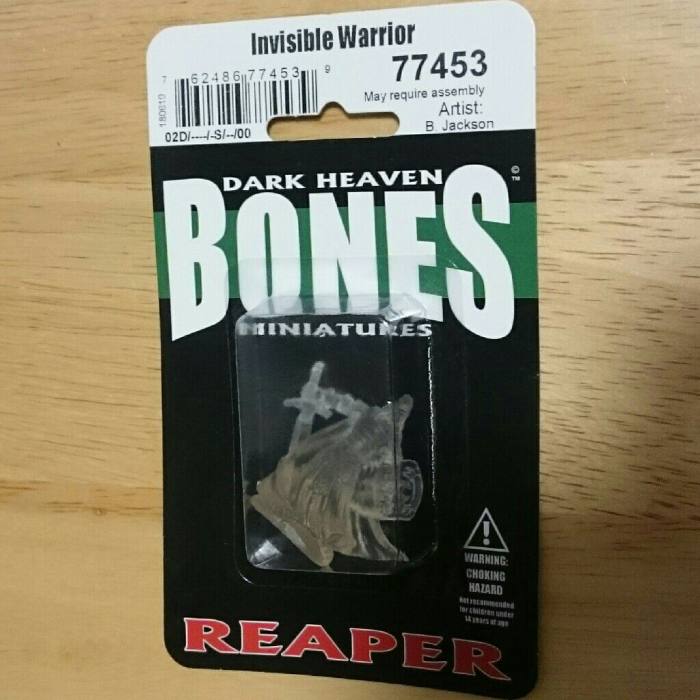 Invisible Warrior
77453
7 62486 77453 9
May require assembly
Artist:
B. Jackson
180619
02D/----/-S/--/00
DARK HEAVEN
©
™
BONES
MINIATURES
WARNING:
CHOKING
HAZARD
Not recommended
for children under
14 years of age
REAPER